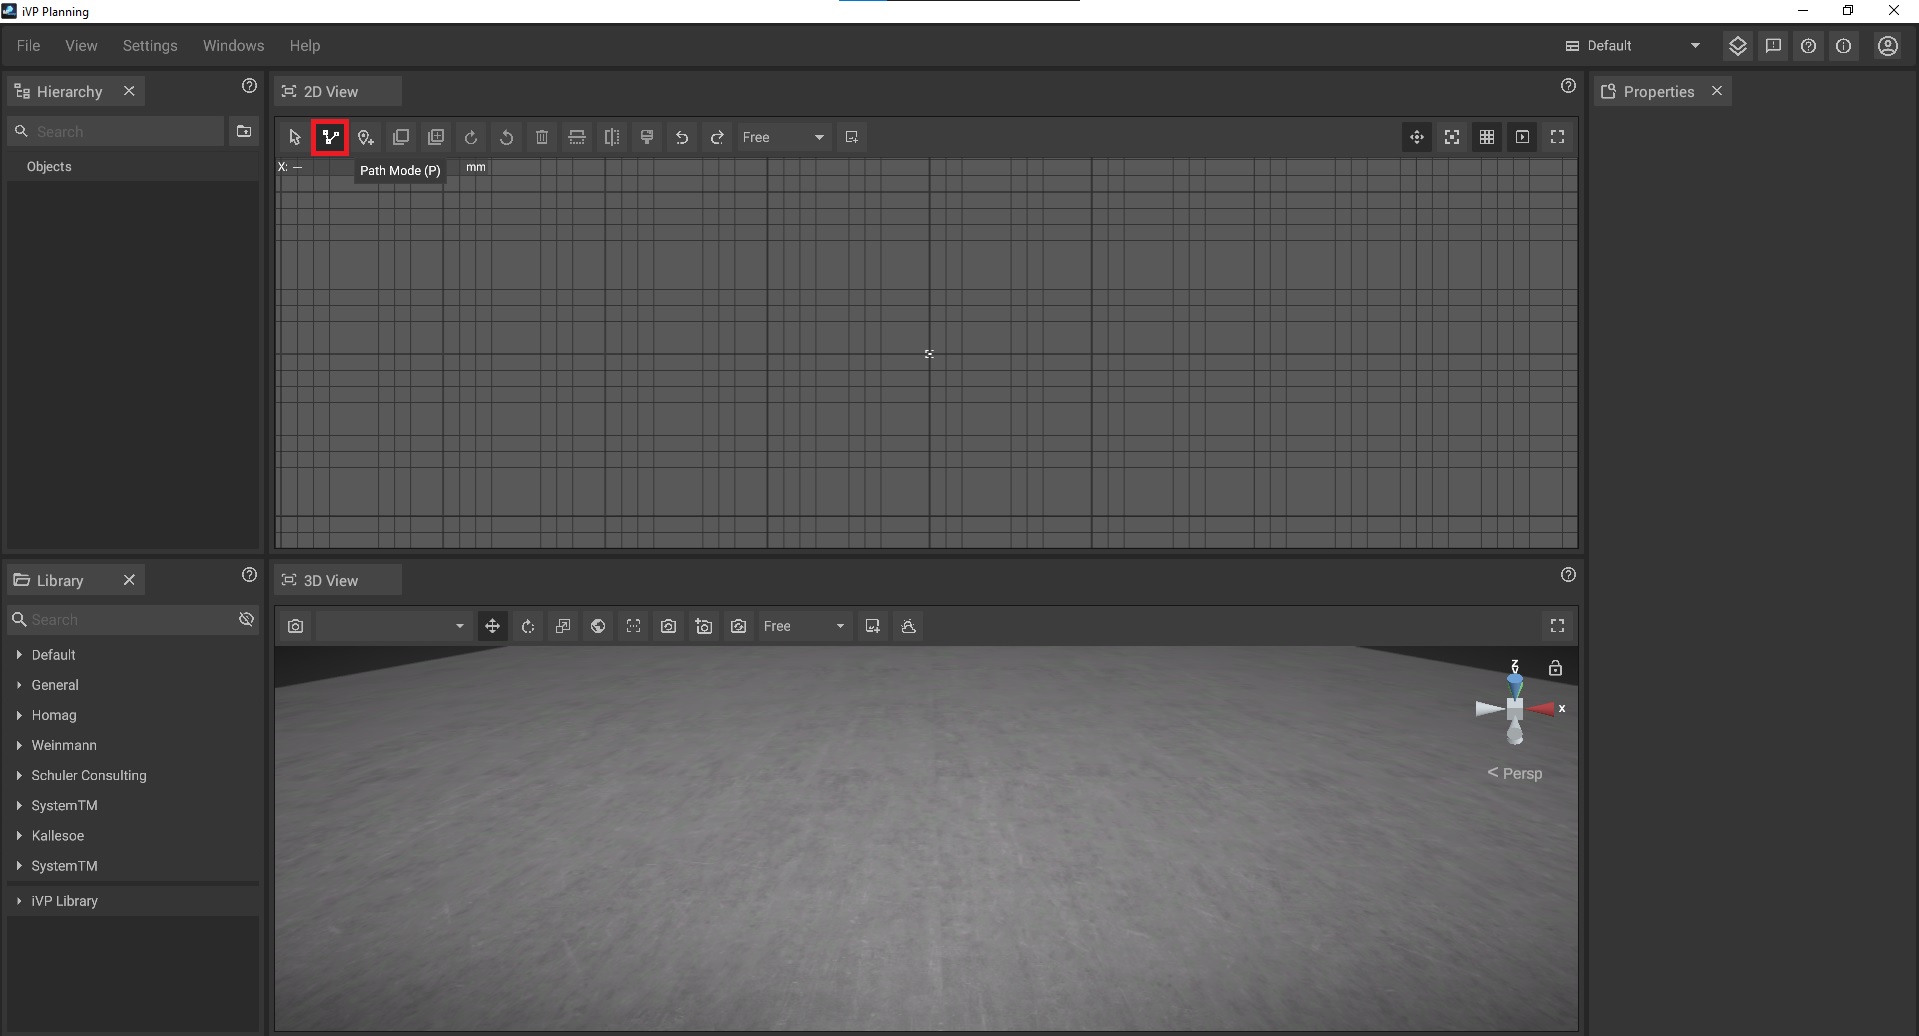 iVP Planning
File View Settings Windows Help Default
Hierarchy
Search
Objects
2D View
Free
X: — mm
Path Mode (P)
Properties
Library
Search
Default
General
Homag
Weinmann
Schuler Consulting
SystemTM
Kallesoe
SystemTM
iVP Library
3D View
Free
Z
x
< Persp